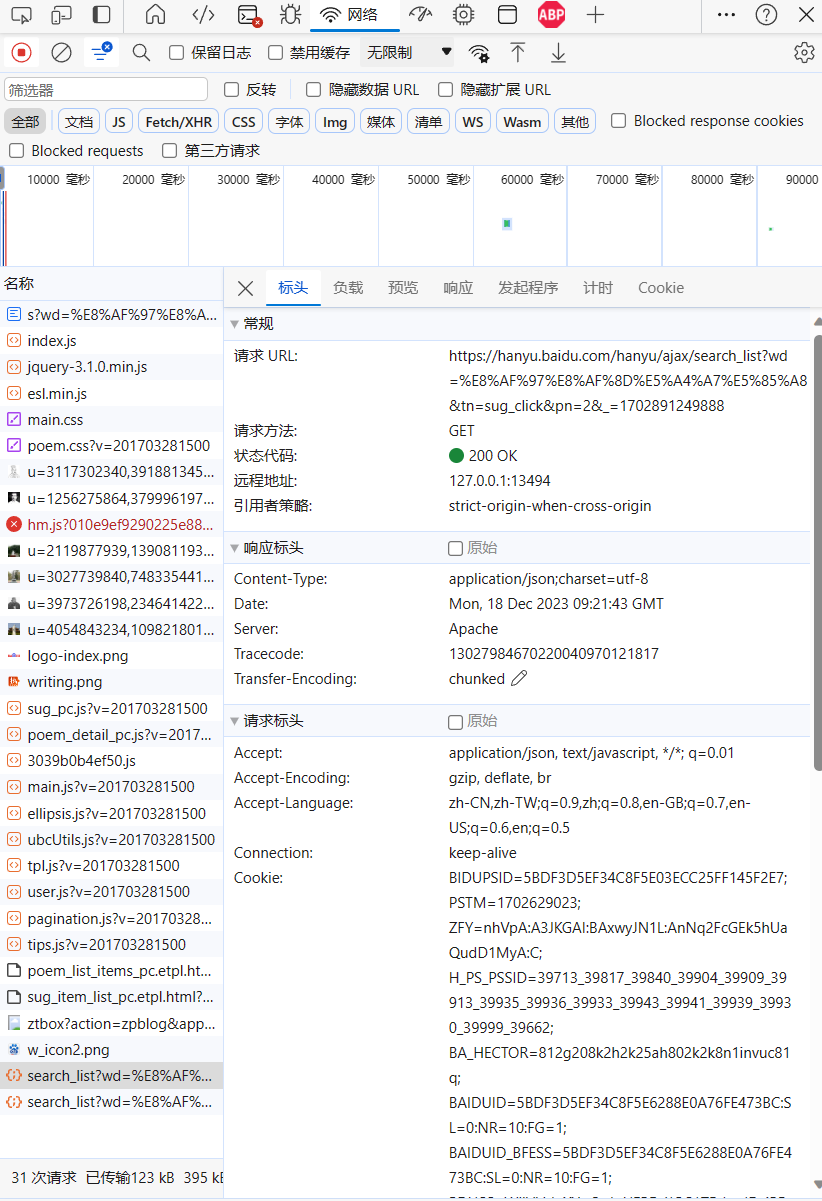 网络
ABP
保留日志
禁用缓存
无限制
筛选器
反转
隐藏数据 URL
隐藏扩展 URL
全部
文档
JS
Fetch/XHR
CSS
字体
Img
媒体
清单
WS
Wasm
其他
Blocked response cookies
Blocked requests
第三方请求
10000 毫秒
20000 毫秒
30000 毫秒
40000 毫秒
50000 毫秒
60000 毫秒
70000 毫秒
80000 毫秒
90000
名称
s?wd=%E8%AF%97%E8%A...
index.js
jquery-3.1.0.min.js
esl.min.js
main.css
poem.css?v=201703281500
u=3117302340,391881345...
u=1256275864,379996197...
hm.js?010e9ef9290225e88...
u=2119877939,139081193...
u=3027739840,748335441...
u=3973726198,234641422...
u=4054843234,109821801...
logo-index.png
writing.png
sug_pc.js?v=201703281500
poem_detail_pc.js?v=2017...
3039b0b4ef50.js
main.js?v=201703281500
ellipsis.js?v=201703281500
ubcUtils.js?v=201703281500
tpl.js?v=201703281500
user.js?v=201703281500
pagination.js?v=20170328...
tips.js?v=201703281500
poem_list_items_pc.etpl.ht...
sug_item_list_pc.etpl.html?...
ztbox?action=zpblog&app...
w_icon2.png
search_list?wd=%E8%AF%...
search_list?wd=%E8%AF%...
31 次请求 已传输123 kB 395 kB
标头
负载
预览
响应
发起程序
计时
Cookie
常规
请求 URL:
https://hanyu.baidu.com/hanyu/ajax/search_list?wd
=%E8%AF%97%E8%AF%8D%E5%A4%A7%E5%85%A8
&tn=sug_click&pn=2&_=1702891249888
请求方法:
GET
状态代码:
200 OK
远程地址:
127.0.0.1:13494
引用者策略:
strict-origin-when-cross-origin
响应标头
原始
Content-Type:
application/json;charset=utf-8
Date:
Mon, 18 Dec 2023 09:21:43 GMT
Server:
Apache
Tracecode:
13027984670220040970121817
Transfer-Encoding:
chunked
请求标头
原始
Accept:
application/json, text/javascript, */*; q=0.01
Accept-Encoding:
gzip, deflate, br
Accept-Language:
zh-CN,zh-TW;q=0.9,zh;q=0.8,en-GB;q=0.7,en-
US;q=0.6,en;q=0.5
Connection:
keep-alive
Cookie:
BIDUPSID=5BDF3D5EF34C8F5E03ECC25FF145F2E7;
PSTM=1702629023;
ZFY=nhVpA:A3JKGAI:BAxwyJN1L:AnNq2FcGEk5hUa
QudD1MyA:C;
H_PS_PSSID=39713_39817_39840_39904_39909_39
913_39935_39936_39933_39943_39941_39939_3993
0_39999_39662;
BA_HECTOR=812g208k2h2k25ah802k2k8n1invuc81
q;
BAIDUID=5BDF3D5EF34C8F5E6288E0A76FE473BC:S
L=0:NR=10:FG=1;
BAIDUID_BFESS=5BDF3D5EF34C8F5E6288E0A76FE4
73BC:SL=0:NR=10:FG=1;